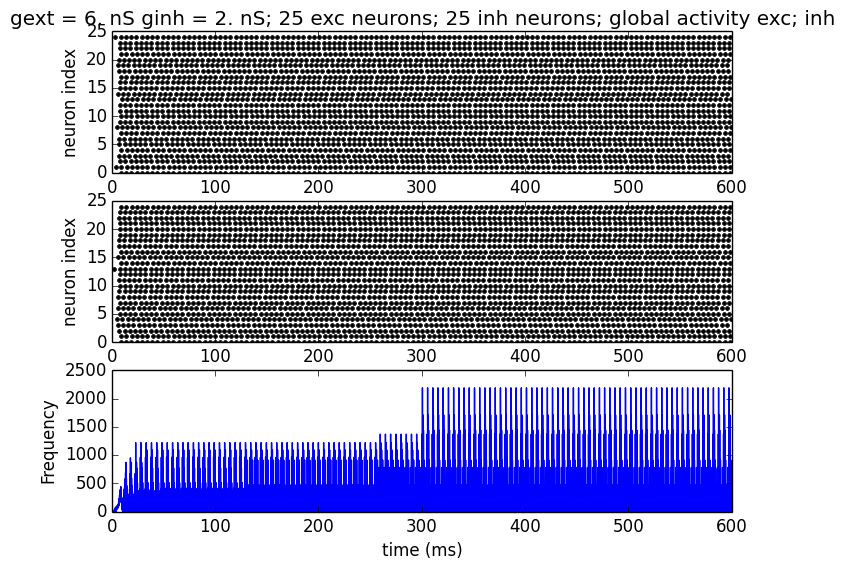 gext = 6. nS ginh = 2. nS; 25 exc neurons; 25 inh neurons; global activity exc; inh
25
20
15
10
5
0
neuron index
0 100 200 300 400 500 600
25
20
15
10
5
0
neuron index
0 100 200 300 400 500 600
2500
2000
1500
1000
500
0
Frequency
0 100 200 300 400 500 600
time (ms)